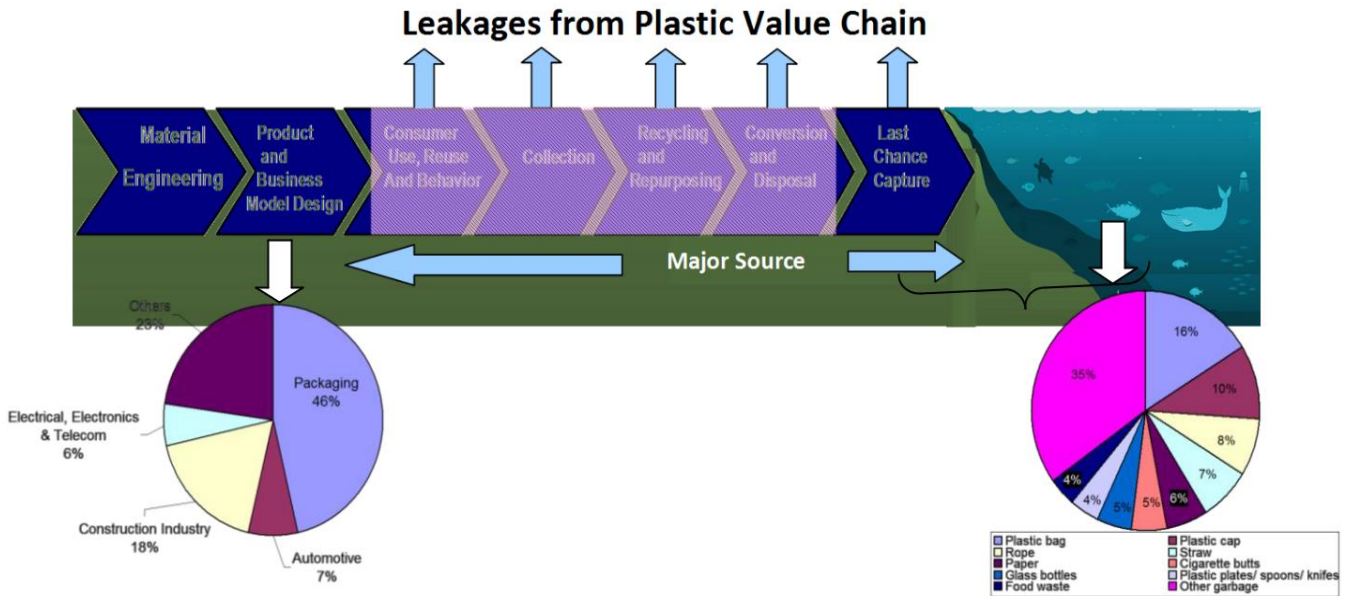 Leakages from Plastic Value Chain
Material
Engineering
Product
and
Business
Model Design
Consumer
Use, Reuse
And Behavior
Collection
Recycling
and
Repurposing
Conversion
and
Disposal
Last
Chance
Capture
Major Source
Others
23%
Packaging
46%
Electrical, Electronics
& Telecom
6%
Construction Industry
18%
Automotive
7%
16%
10%
8%
7%
6%
5%
5%
4%
4%
35%
Plastic bag
Plastic cap
Rope
Straw
Paper
Cigarette butts
Glass bottles
Plastic plates/ spoons/ knifes
Food waste
Other garbage